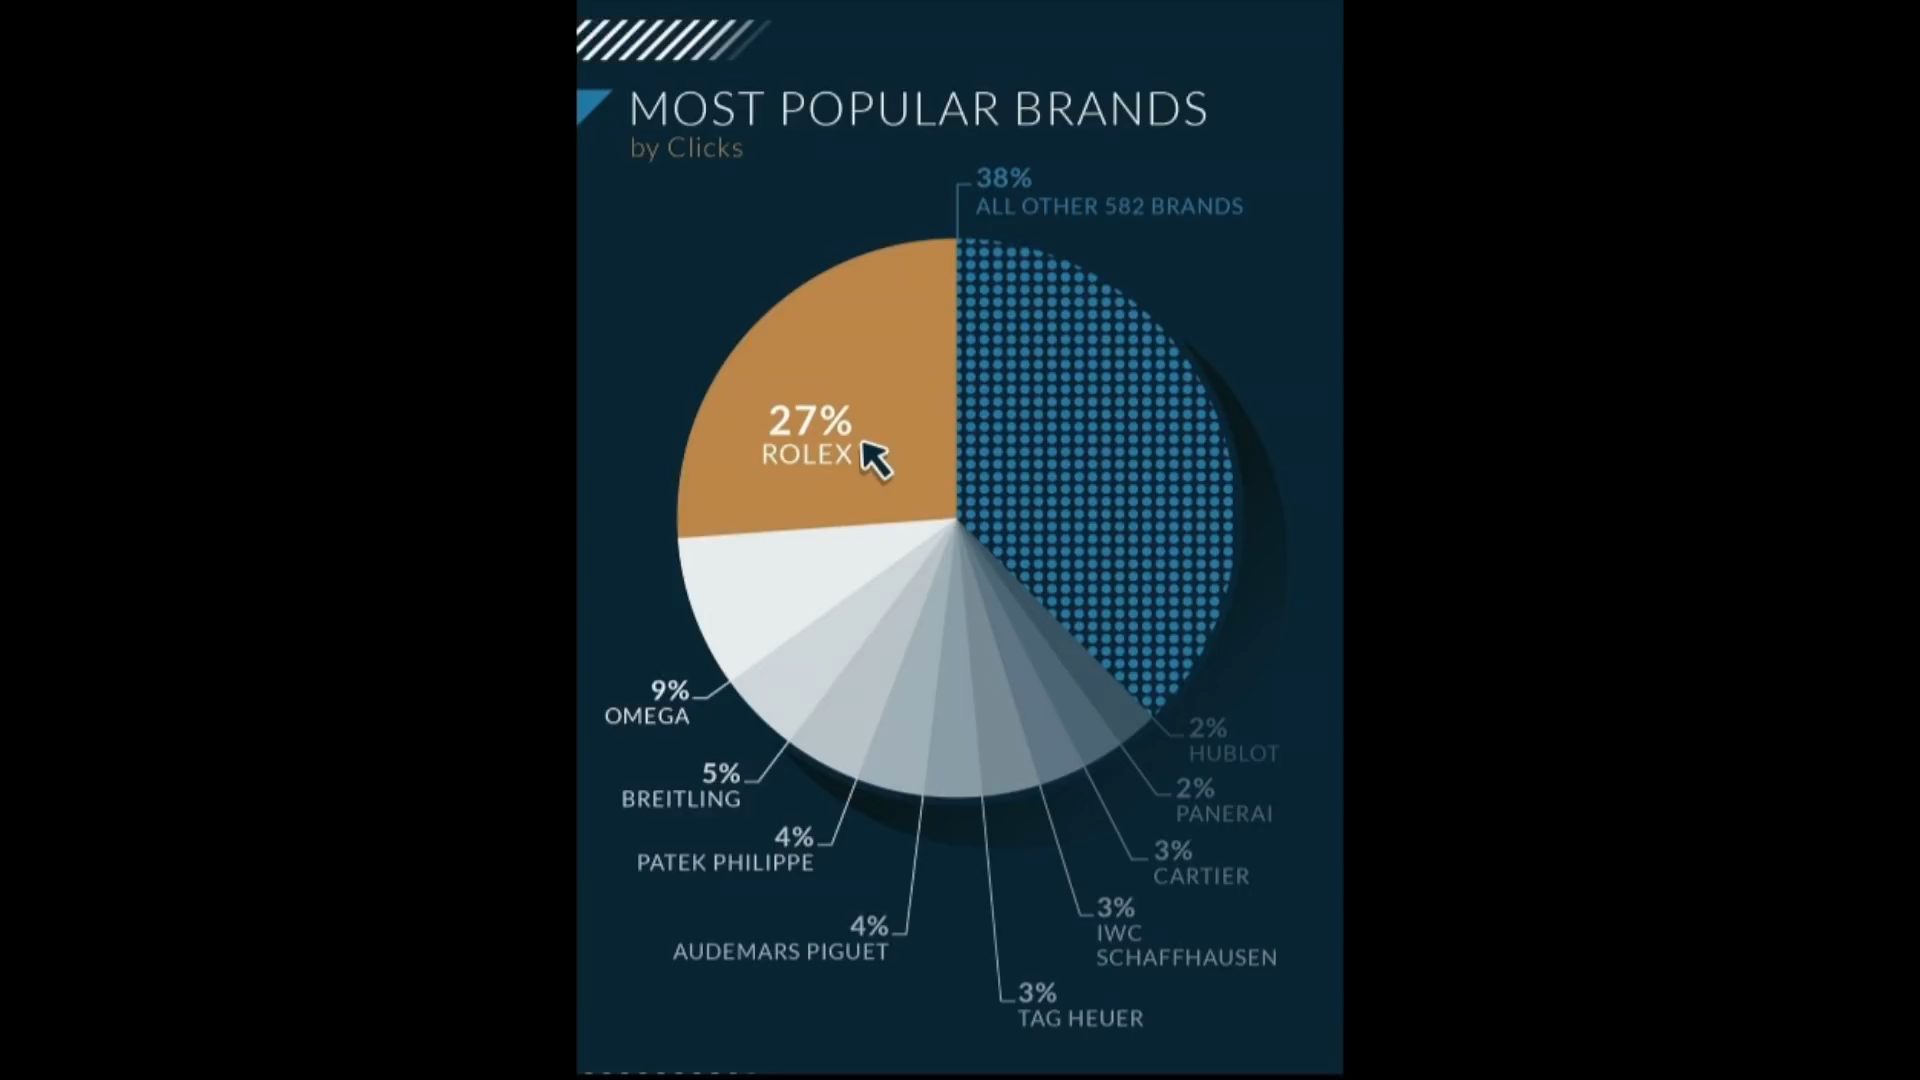 MOST POPULAR BRANDS
by Clicks
38%
ALL OTHER 582 BRANDS
27%
ROLEX
9%
OMEGA
5%
BREITLING
4%
PATEK PHILIPPE
4%
AUDEMARS PIGUET
3%
TAG HEUER
3%
IWC
SCHAFFHAUSEN
3%
CARTIER
2%
PANERAI
2%
HUBLOT